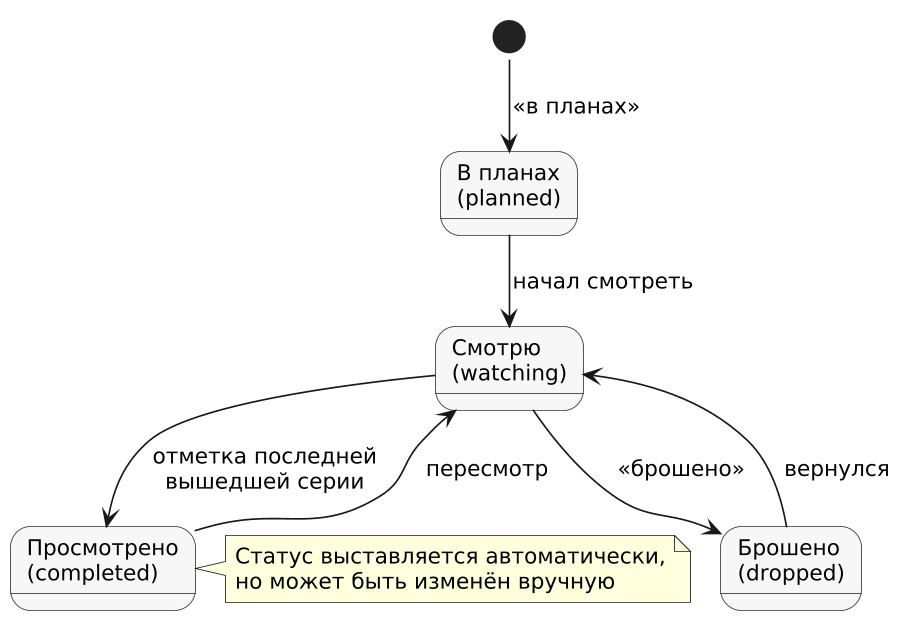 «в планах»
В планах
(planned)
начал смотреть
Смотрю
(watching)
отметка последней
вышедшей серии
пересмотр
«брошено»
вернулся
Просмотрено
(completed)
Статус выставляется автоматически,
но может быть изменён вручную
Брошено
(dropped)